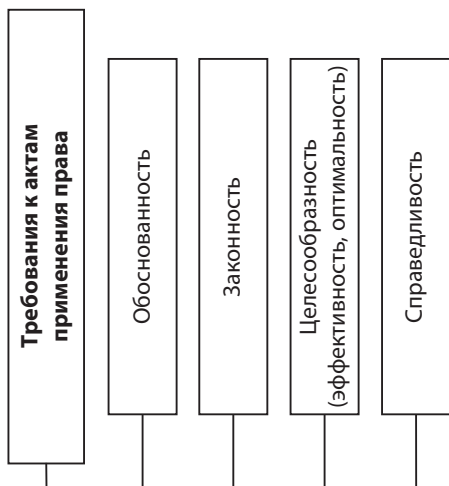 Требования к актам
применения права
Обоснованность
Законность
Целесообразность
(эффективность, оптимальность)
Справедливость